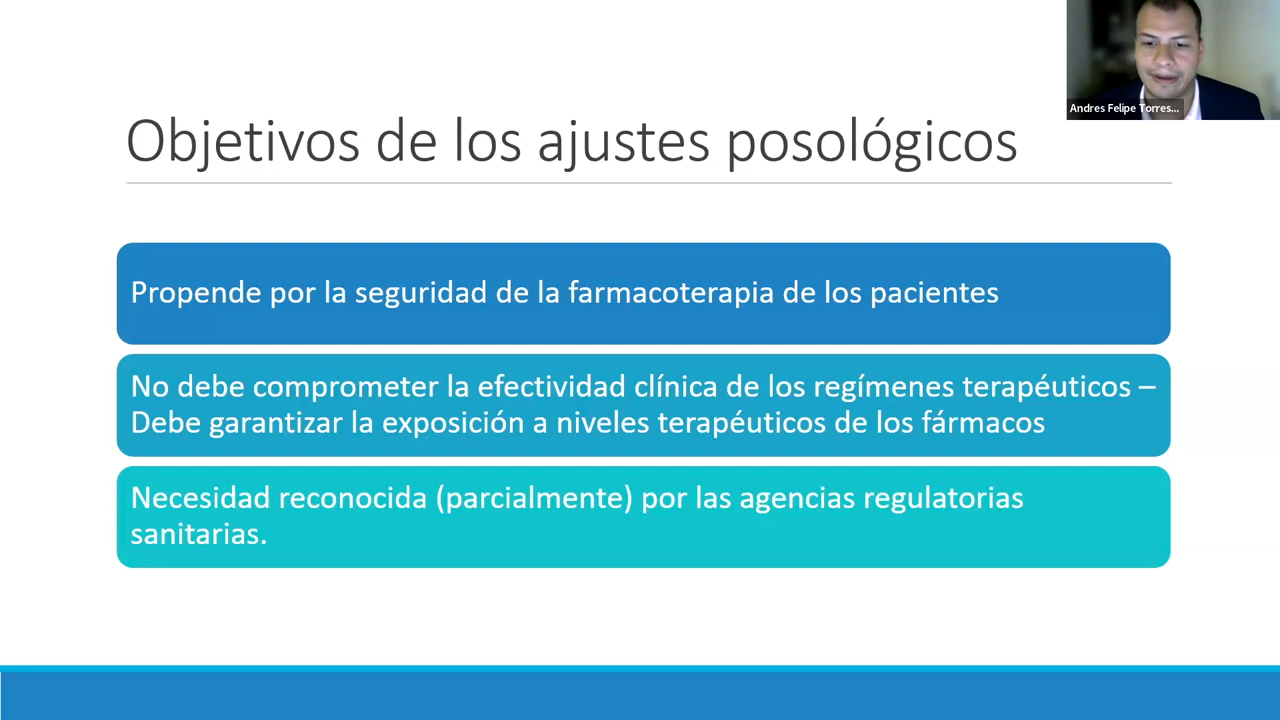 Andres Felipe Torres...
Objetivos de los ajustes posológicos
Propende por la seguridad de la farmacoterapia de los pacientes
No debe comprometer la efectividad clínica de los regímenes terapéuticos –
Debe garantizar la exposición a niveles terapéuticos de los fármacos
Necesidad reconocida (parcialmente) por las agencias regulatorias
sanitarias.